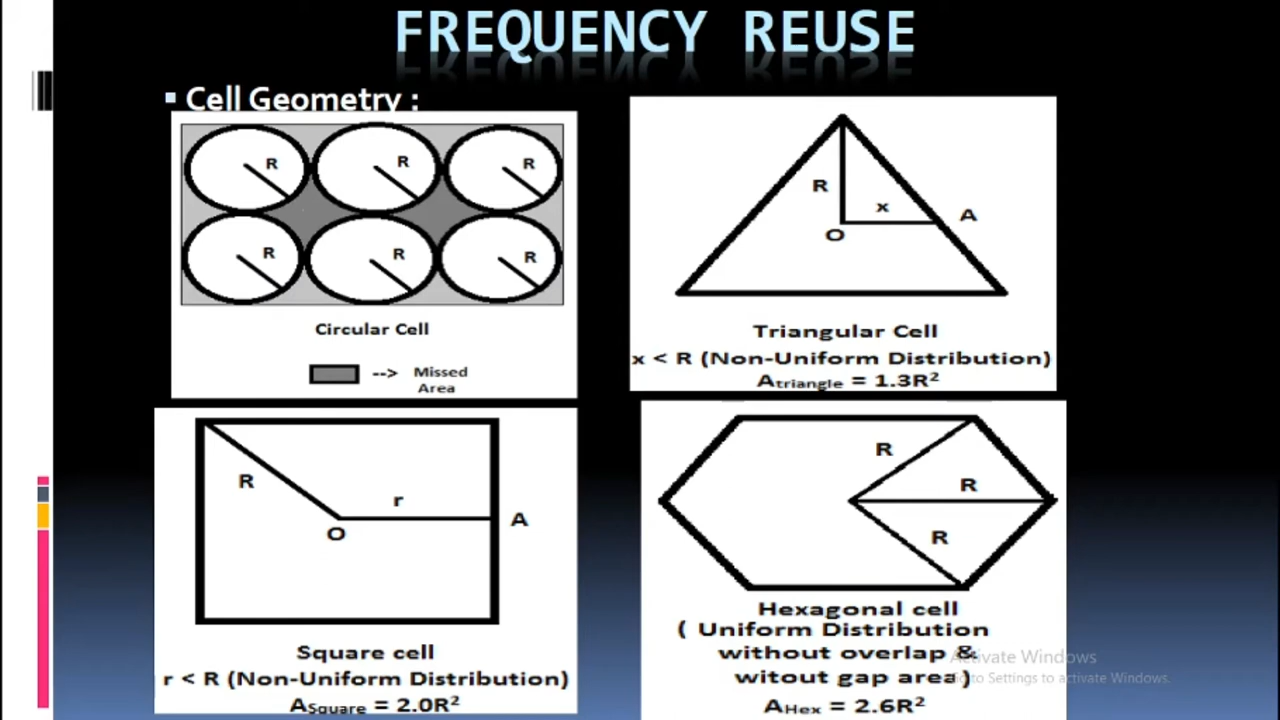 FREQUENCY REUSE
Cell Geometry :
R
R
R
R
R
R
Circular Cell
--> Missed
Area
R
x
A
O
Triangular Cell
x < R (Non-Uniform Distribution)
Atriangle = 1.3R²
R
r
A
O
Square cell
r < R (Non-Uniform Distribution)
ASquare = 2.0R²
R
R
R
Hexagonal cell
( Uniform Distribution
without overlap &
witout gap area)
AHex = 2.6R²
Activate Windows
Go to Settings to activate Windows.